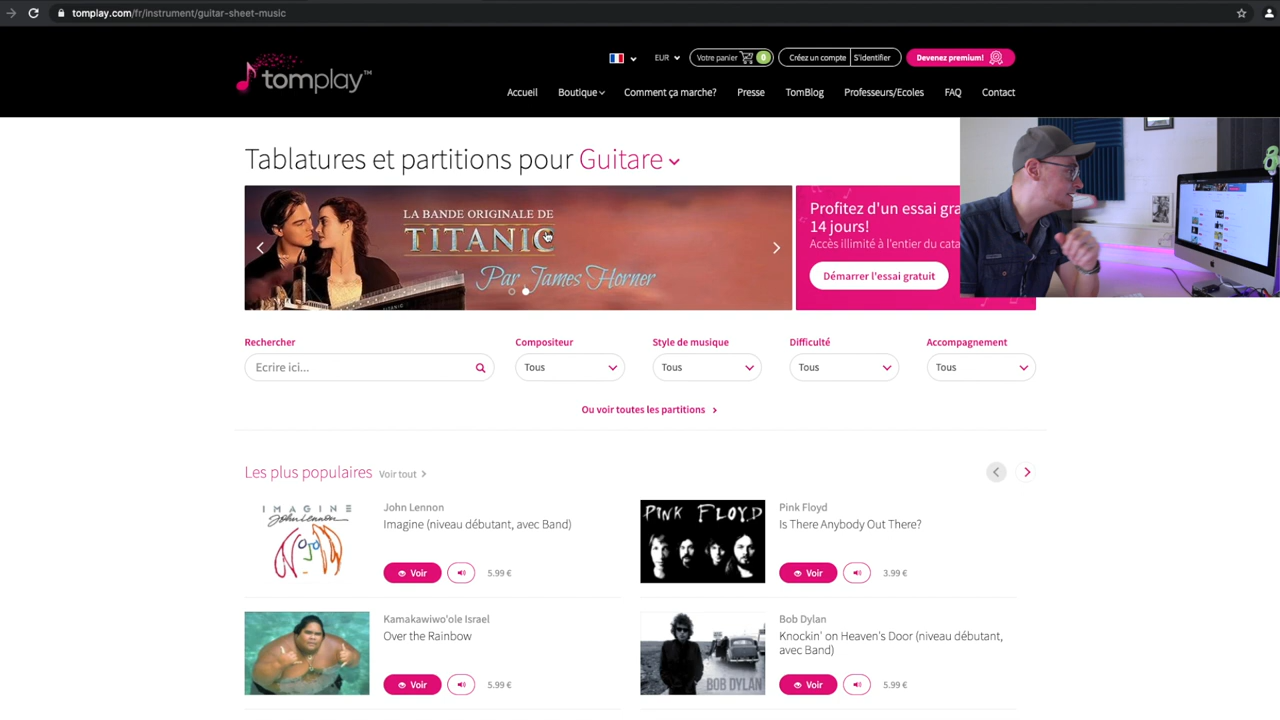 tomplay.com/fr/instrument/guitar-sheet-music
EUR
Votre panier 0
Créez un compte
S'identifier
Devenez premium!
tomplay™
Accueil
Boutique
Comment ça marche?
Presse
TomBlog
Professeurs/Ecoles
FAQ
Contact
Tablatures et partitions pour Guitare
LA BANDE ORIGINALE DE
TITANIC
Par James Horner
TITANIC
Profitez d'un essai gra
14 jours!
Accès illimité à l'entier du cata
Démarrer l'essai gratuit
Rechercher
Ecrire ici...
Compositeur
Tous
Style de musique
Tous
Difficulté
Tous
Accompagnement
Tous
Ou voir toutes les partitions
Les plus populaires
Voir tout
IMAGINE
John Lennon
John Lennon
Imagine (niveau débutant, avec Band)
Voir
5.99 €
PINK FLOYD
Pink Floyd
Is There Anybody Out There?
Voir
3.99 €
Kamakawiwo'ole Israel
Over the Rainbow
Voir
5.99 €
BOB DYLAN
Bob Dylan
Knockin' on Heaven's Door (niveau débutant,
avec Band)
Voir
5.99 €